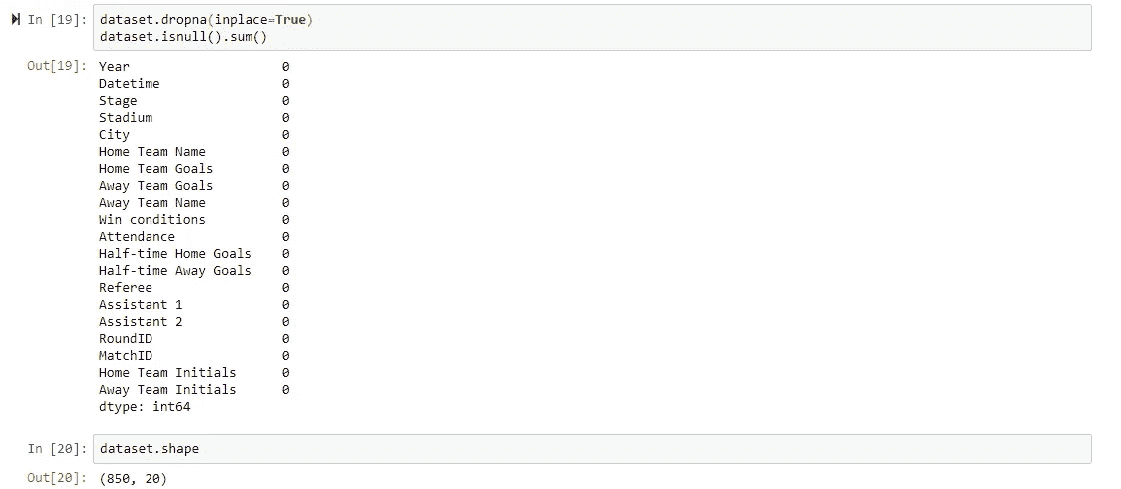 In [19]: dataset.dropna(inplace=True)
dataset.isnull().sum()
Out[19]: Year 0
Datetime 0
Stage 0
Stadium 0
City 0
Home Team Name 0
Home Team Goals 0
Away Team Goals 0
Away Team Name 0
Win conditions 0
Attendance 0
Half-time Home Goals 0
Half-time Away Goals 0
Referee 0
Assistant 1 0
Assistant 2 0
RoundID 0
MatchID 0
Home Team Initials 0
Away Team Initials 0
dtype: int64
In [20]: dataset.shape
Out[20]: (850, 20)